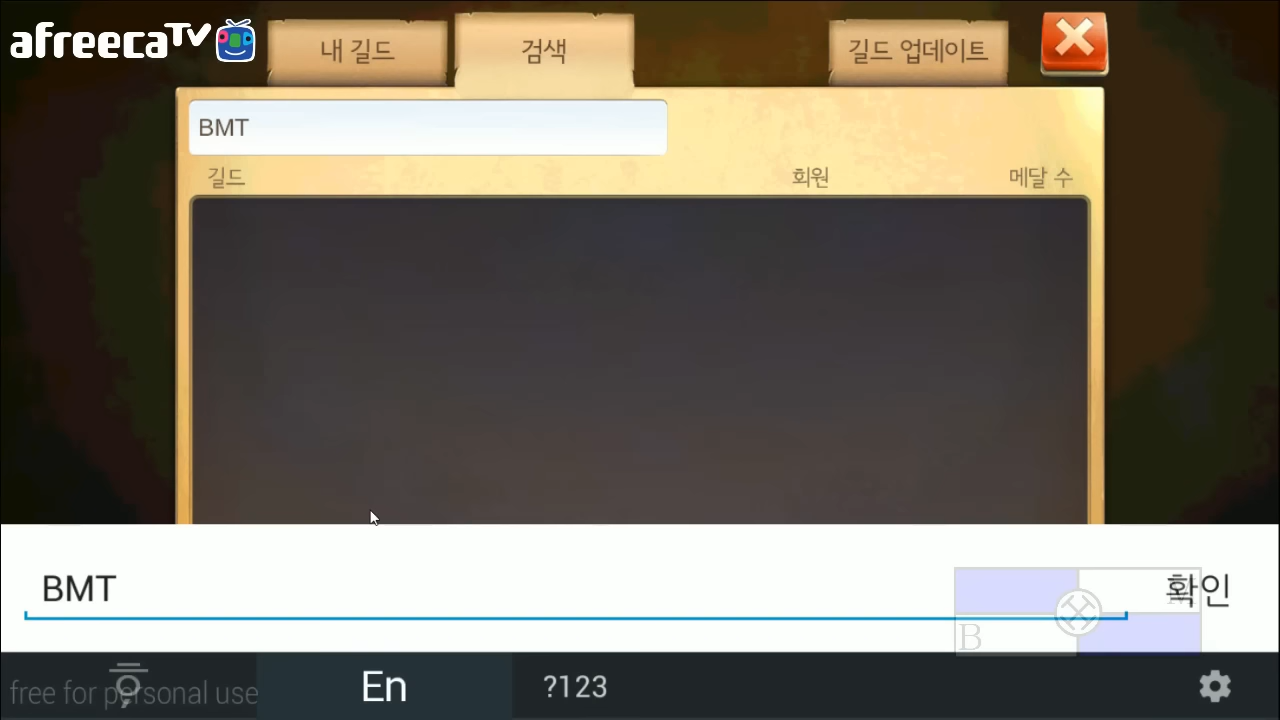 afreecaTV
내 길드
검색
길드 업데이트
BMT
길드
회원
메달 수
BMT
확인
B
free for personal use
En
?123